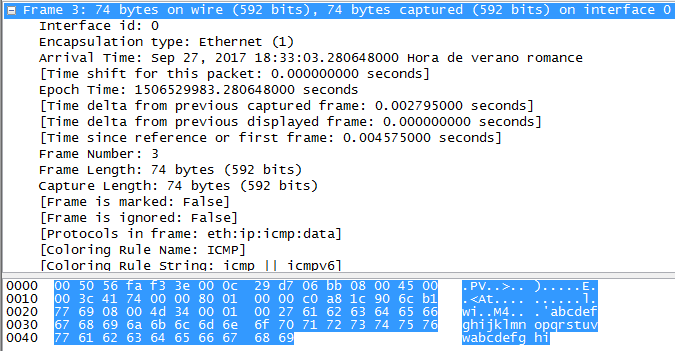 Frame 3: 74 bytes on wire (592 bits), 74 bytes captured (592 bits) on interface 0
Interface id: 0
Encapsulation type: Ethernet (1)
Arrival Time: Sep 27, 2017 18:33:03.280648000 Hora de verano romance
[Time shift for this packet: 0.000000000 seconds]
Epoch Time: 1506529983.280648000 seconds
[Time delta from previous captured frame: 0.002795000 seconds]
[Time delta from previous displayed frame: 0.000000000 seconds]
[Time since reference or first frame: 0.004575000 seconds]
Frame Number: 3
Frame Length: 74 bytes (592 bits)
Capture Length: 74 bytes (592 bits)
[Frame is marked: False]
[Frame is ignored: False]
[Protocols in frame: eth:ip:icmp:data]
[Coloring Rule Name: ICMP]
[Coloring Rule String: icmp || icmpv6]
0000 00 50 56 fa f3 3e 00 0c 29 d7 06 bb 08 00 45 00 .PV..>.. ).....E.
0010 00 3c 41 74 00 00 80 01 00 00 c0 a8 1c 90 6c b1 .<At.... ......l.
0020 77 69 08 00 4d 34 00 01 00 27 61 62 63 64 65 66 wi..M4.. .'abcdef
0030 67 68 69 6a 6b 6c 6d 6e 6f 70 71 72 73 74 75 76 ghijklmn opqrstuv
0040 77 61 62 63 64 65 66 67 68 69 wabcdefg hi